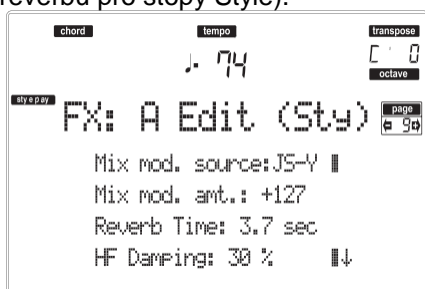 reverbu pro stopy Style):
chord tempo transpose
♩. 74 C 0
octave
style play
FX: A Edit (Sty) page 9
Mix mod. source:JS-Y
Mix mod. amt.: +127
Reverb Time: 3.7 sec
HF Damping: 30 %